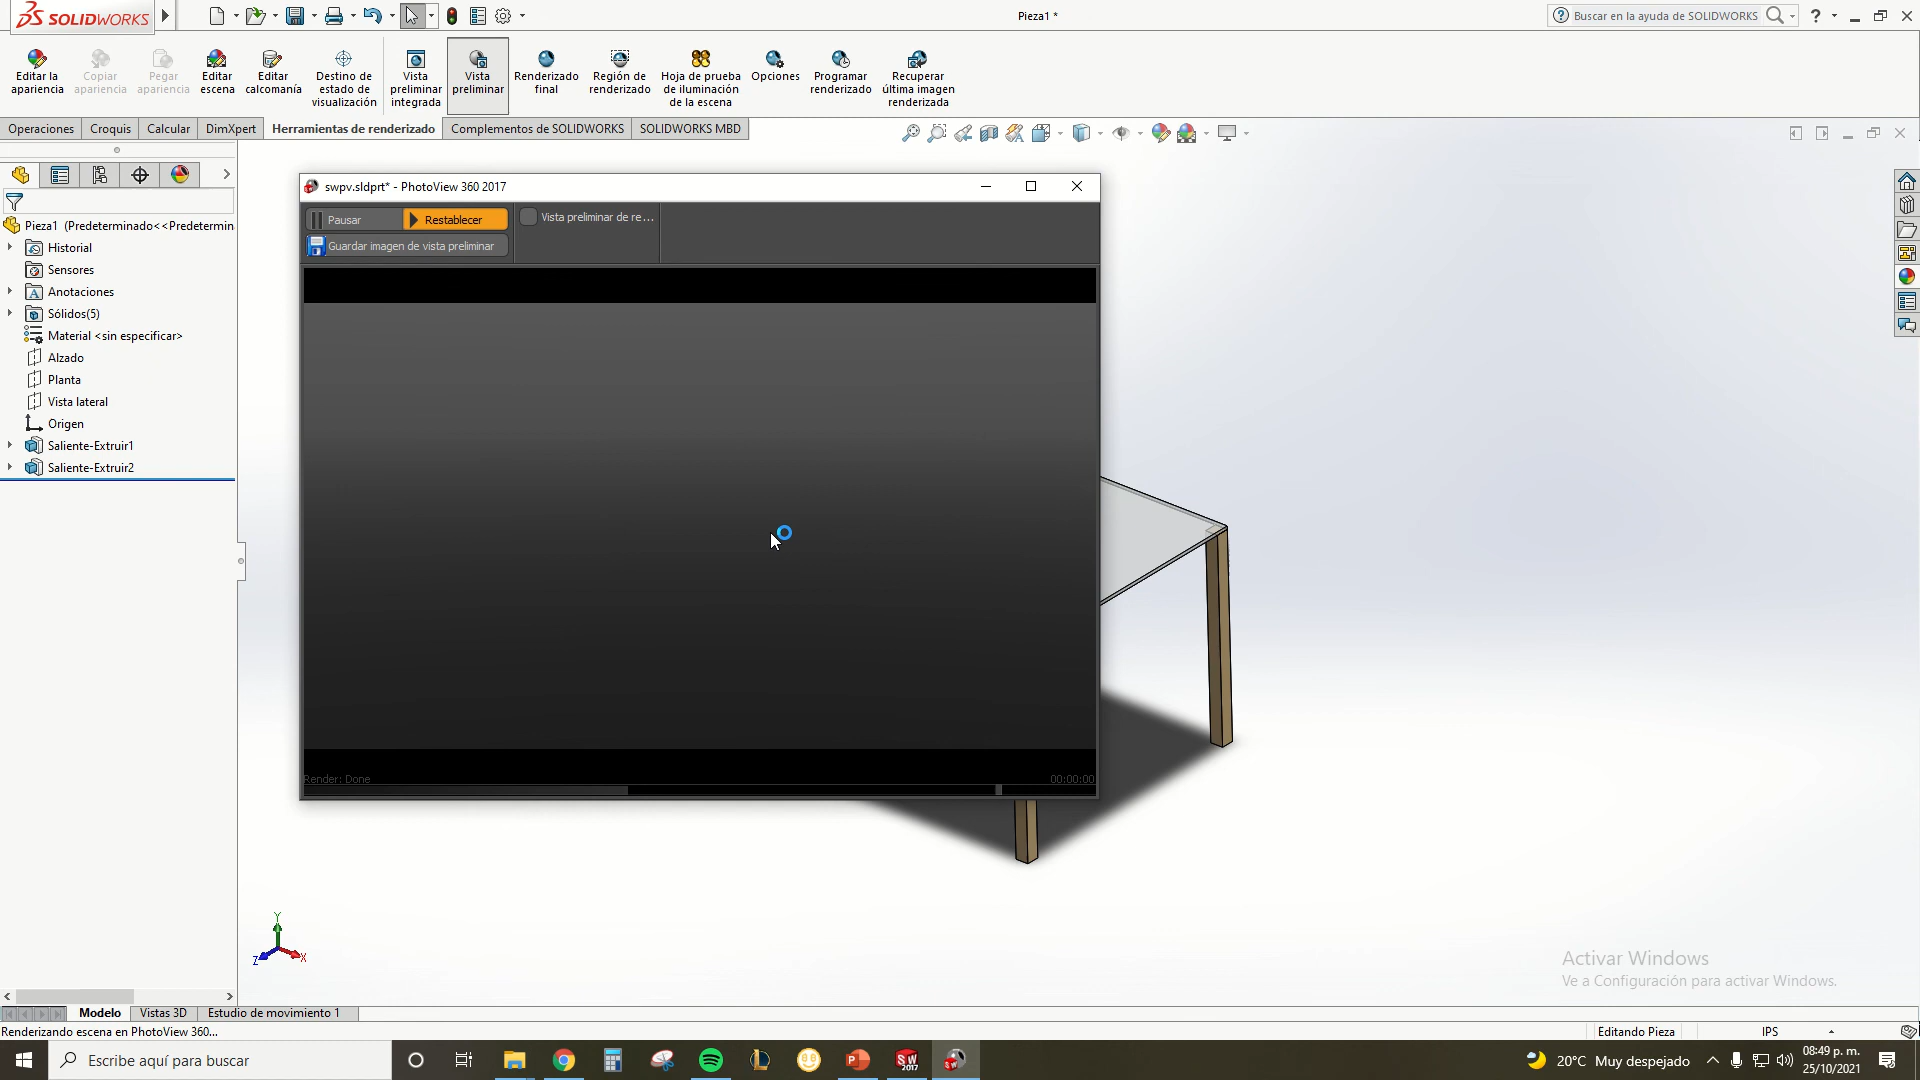 SOLIDWORKS
Pieza1 *
Buscar en la ayuda de SOLIDWORKS
?
Editar la apariencia
Copiar apariencia
Pegar apariencia
Editar escena
Editar calcomanía
Destino de estado de visualización
Vista preliminar integrada
Vista preliminar
Renderizado final
Región de renderizado
Hoja de prueba de iluminación de la escena
Opciones
Programar renderizado
Recuperar última imagen renderizada
Operaciones
Croquis
Calcular
DimXpert
Herramientas de renderizado
Complementos de SOLIDWORKS
SOLIDWORKS MBD
Pieza1 (Predeterminado<<Predetermin
Historial
Sensores
Anotaciones
Sólidos(5)
Material <sin especificar>
Alzado
Planta
Vista lateral
Origen
Saliente-Extruir1
Saliente-Extruir2
swpv.sldprt* - PhotoView 360 2017
Pausar
Restablecer
Vista preliminar de re...
Guardar imagen de vista preliminar
Render: Done
00:00:00
Y
Z
X
Activar Windows
Ve a Configuración para activar Windows.
Modelo
Vistas 3D
Estudio de movimiento 1
Renderizando escena en PhotoView 360...
Editando Pieza
IPS
Escribe aquí para buscar
SW
2017
20°C Muy despejado
08:49 p. m.
25/10/2021